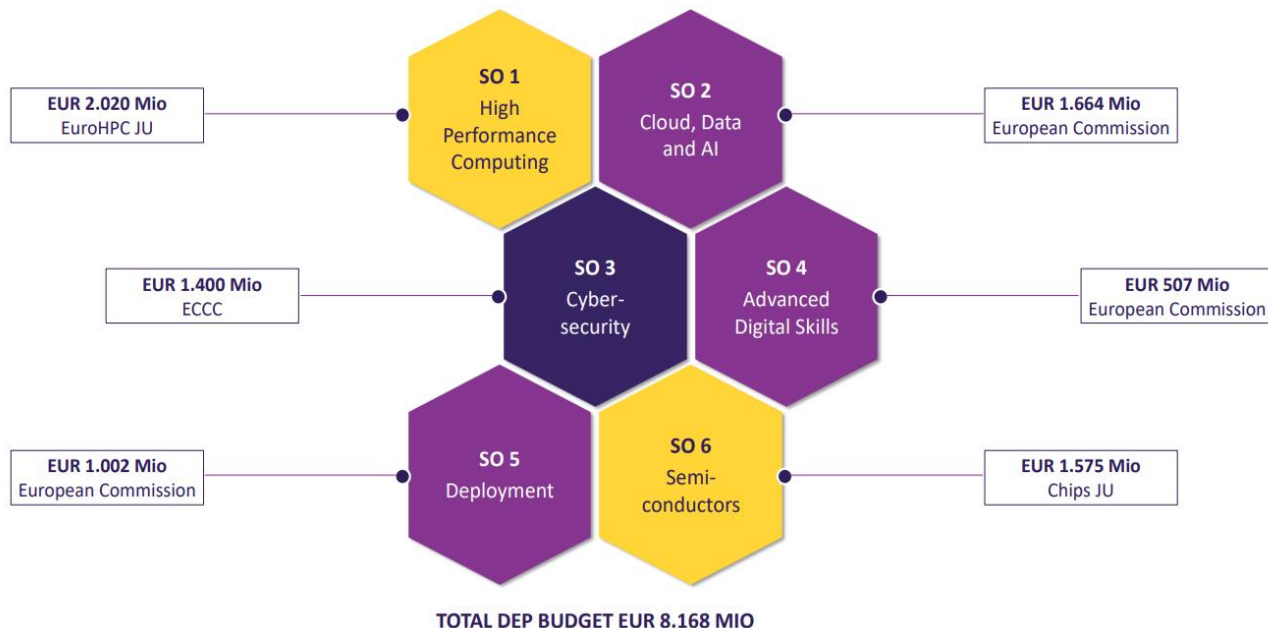 SO 1
High
Performance
Computing
EUR 2.020 Mio
EuroHPC JU
SO 2
Cloud, Data
and AI
EUR 1.664 Mio
European Commission
SO 3
Cyber-
security
EUR 1.400 Mio
ECCC
SO 4
Advanced
Digital Skills
EUR 507 Mio
European Commission
SO 5
Deployment
EUR 1.002 Mio
European Commission
SO 6
Semi-
conductors
EUR 1.575 Mio
Chips JU
TOTAL DEP BUDGET EUR 8.168 MIO